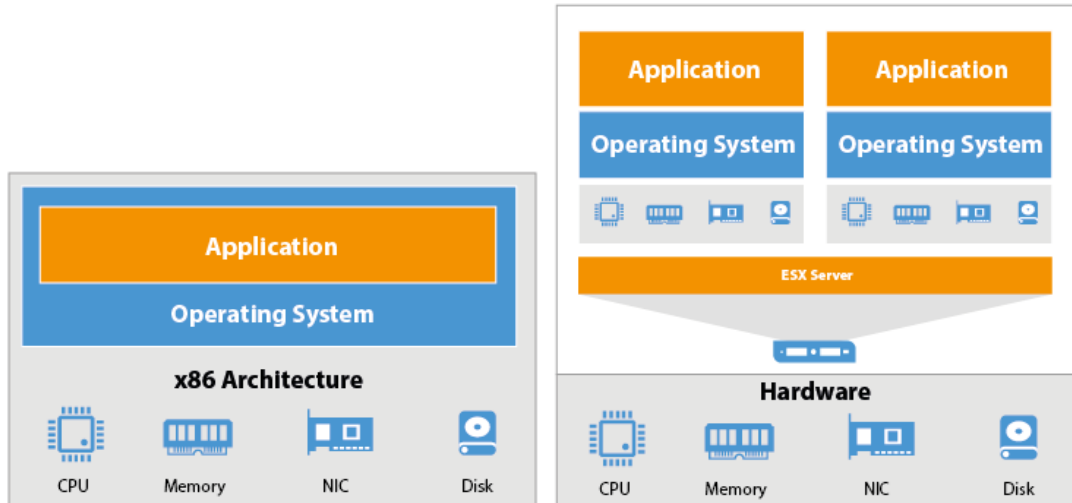 Application
Operating System
x86 Architecture
CPU Memory NIC Disk
Application Application
Operating System Operating System
ESX Server
Hardware
CPU Memory NIC Disk